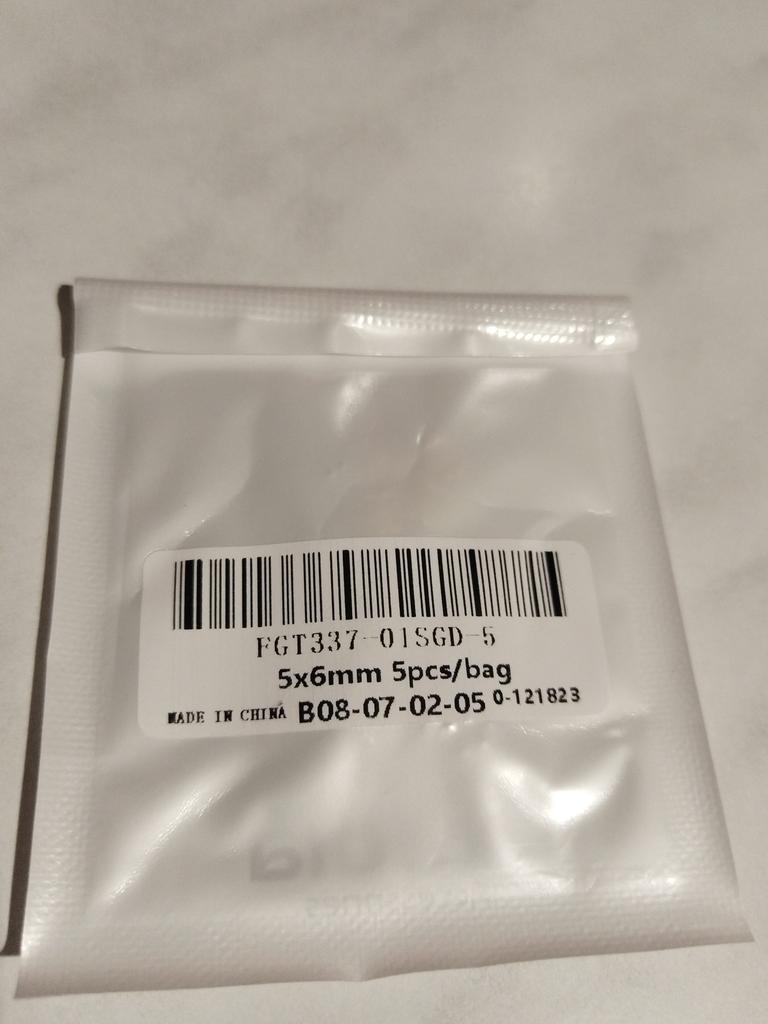 FGT337-01SGD-5
5x6mm 5pcs/bag
MADE IN CHINA B08-07-02-05 0-121823